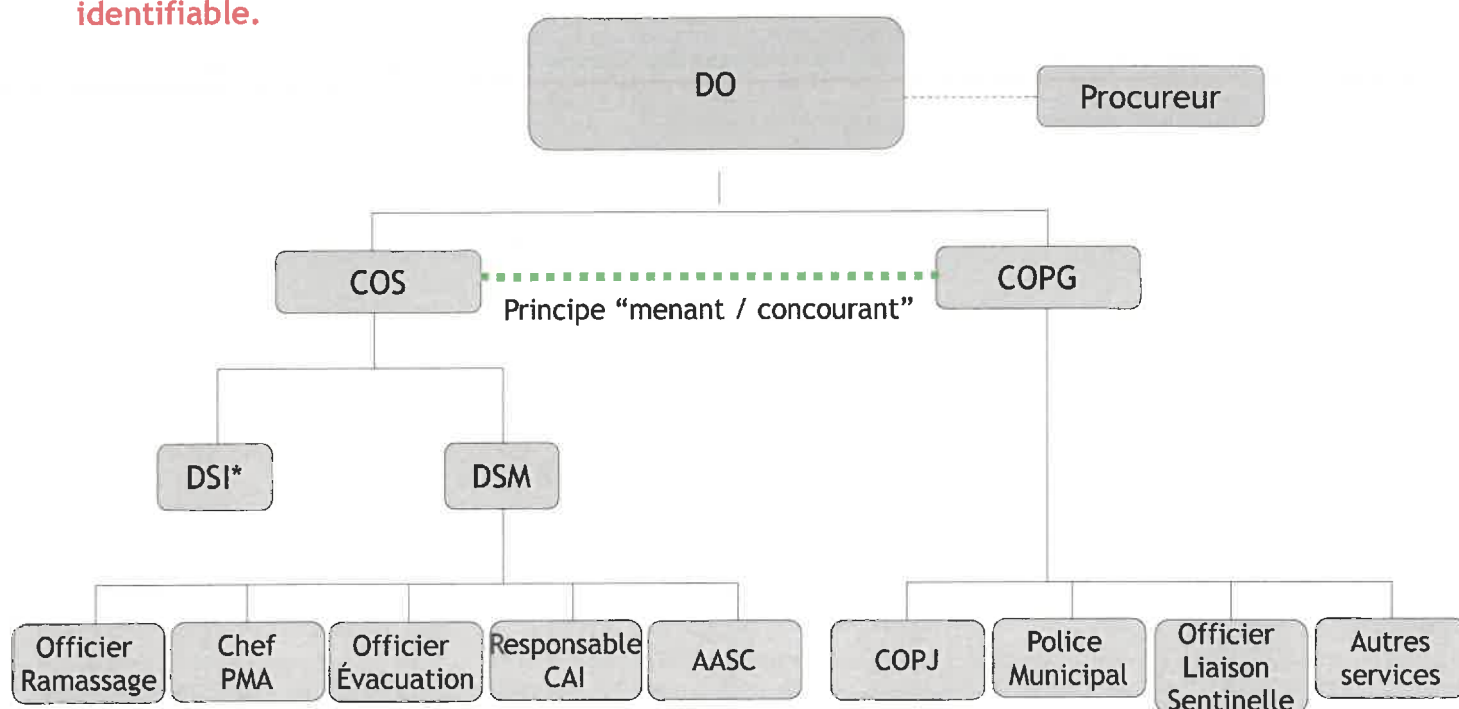 identifiable.
DO
Procureur
COS
COPG
Principe “menant / concourant”
DSI*
DSM
Officier
Ramassage
Chef
PMA
Officier
Évacuation
Responsable
CAI
AASC
COPJ
Police
Municipal
Officier
Liaison
Sentinelle
Autres
services